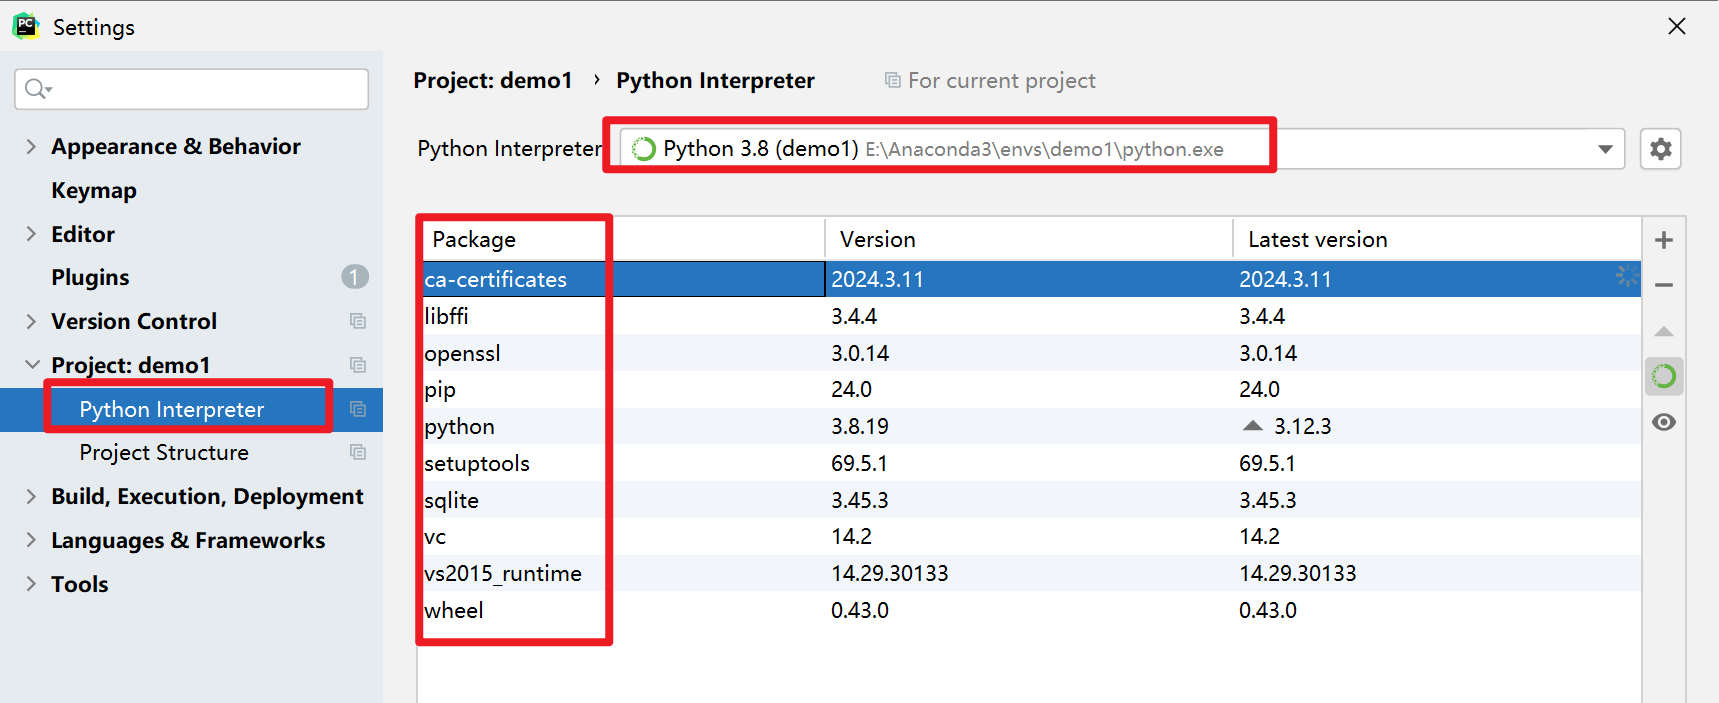 PC
Settings
Appearance & Behavior
Keymap
Editor
Plugins 1
Version Control
Project: demo1
Python Interpreter
Project Structure
Build, Execution, Deployment
Languages & Frameworks
Tools
Project: demo1 › Python Interpreter For current project
Python Interpreter Python 3.8 (demo1) E:\Anaconda3\envs\demo1\python.exe
Package Version Latest version
ca-certificates 2024.3.11 2024.3.11
libffi 3.4.4 3.4.4
openssl 3.0.14 3.0.14
pip 24.0 24.0
python 3.8.19 3.12.3
setuptools 69.5.1 69.5.1
sqlite 3.45.3 3.45.3
vc 14.2 14.2
vs2015_runtime 14.29.30133 14.29.30133
wheel 0.43.0 0.43.0